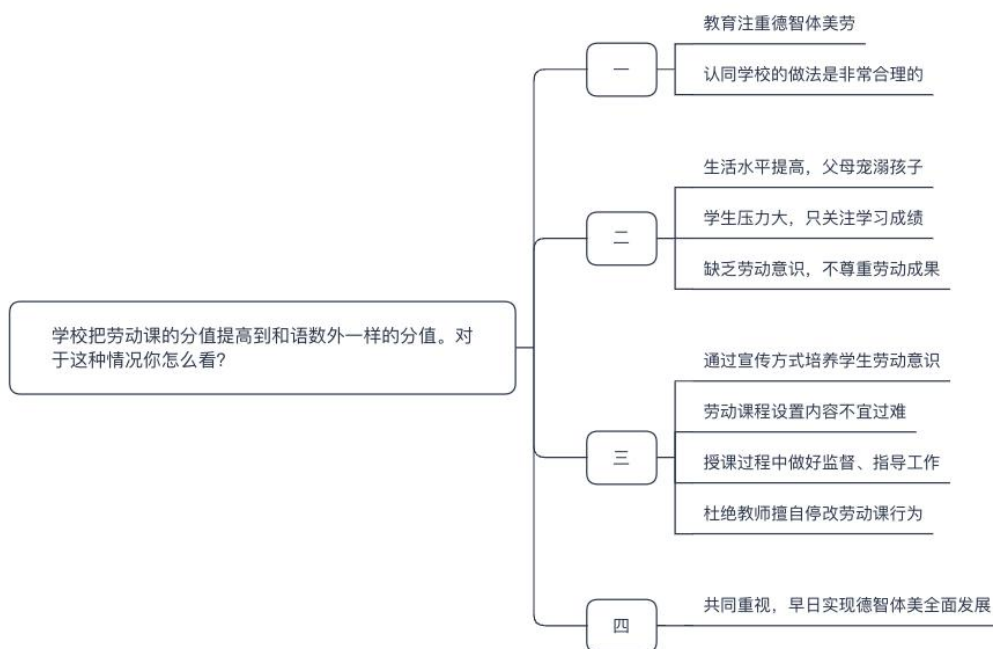 学校把劳动课的分值提高到和语数外一样的分值。对
于这种情况你怎么看？
一
教育注重德智体美劳
认同学校的做法是非常合理的
二
生活水平提高，父母宠溺孩子
学生压力大，只关注学习成绩
缺乏劳动意识，不尊重劳动成果
三
通过宣传方式培养学生劳动意识
劳动课程设置内容不宜过难
授课过程中做好监督、指导工作
杜绝教师擅自停改劳动课行为
四
共同重视，早日实现德智体美全面发展